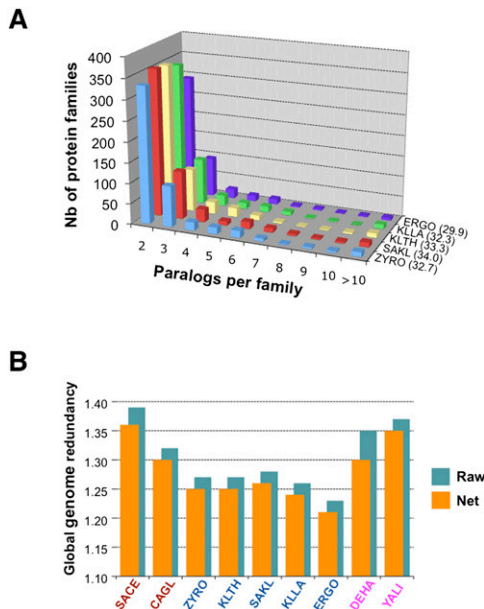 A
Nb of protein families
400
350
300
250
200
150
100
50
0
2 3 4 5 6 7 8 9 10 >10
Paralogs per family
ERGO (29.9)
KLLA (32.3)
KLTH (33.3)
SAKL (34.0)
ZYRO (32.7)
B
Global genome redundancy
1.40
1.35
1.30
1.25
1.20
1.15
1.10
SACE CAGL ZYRO KLTH SAKL KLLA ERGO DEHA YALI
Raw
Net